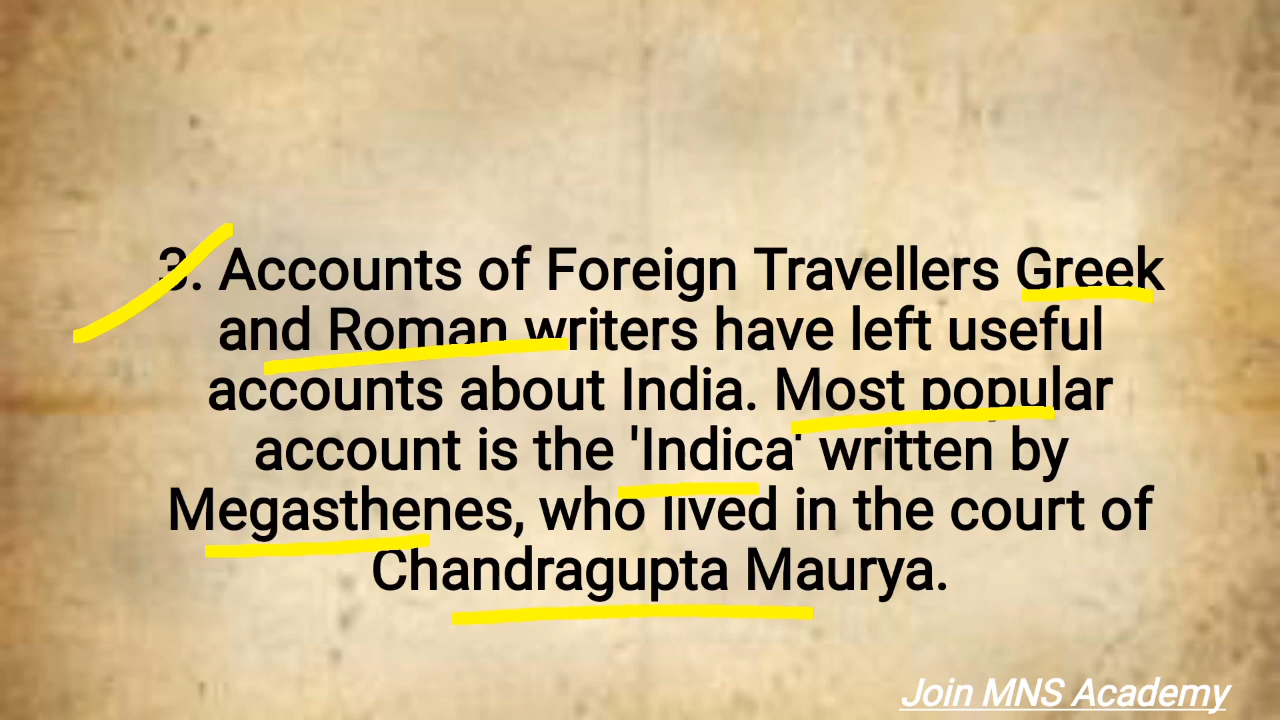 3. Accounts of Foreign Travellers Greek
and Roman writers have left useful
accounts about India. Most popular
account is the 'Indica' written by
Megasthenes, who lived in the court of
Chandragupta Maurya.
Join MNS Academy